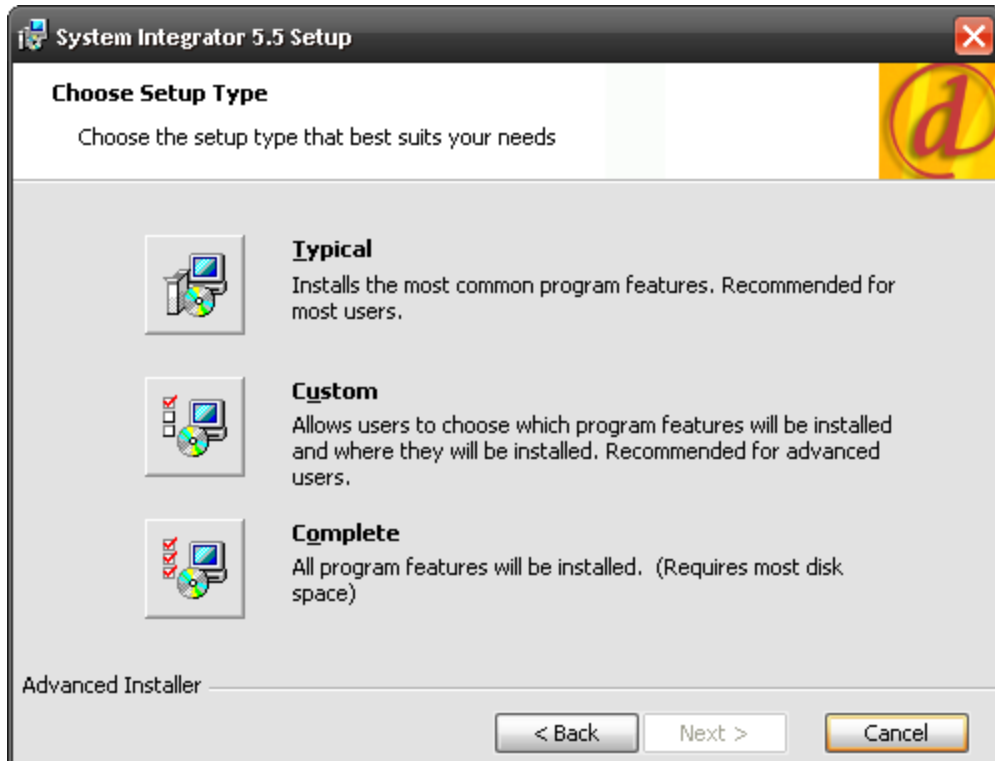 System Integrator 5.5 Setup
Choose Setup Type
Choose the setup type that best suits your needs
d
Typical
Installs the most common program features. Recommended for
most users.
Custom
Allows users to choose which program features will be installed
and where they will be installed. Recommended for advanced
users.
Complete
All program features will be installed.  (Requires most disk
space)
Advanced Installer
< Back
Next >
Cancel